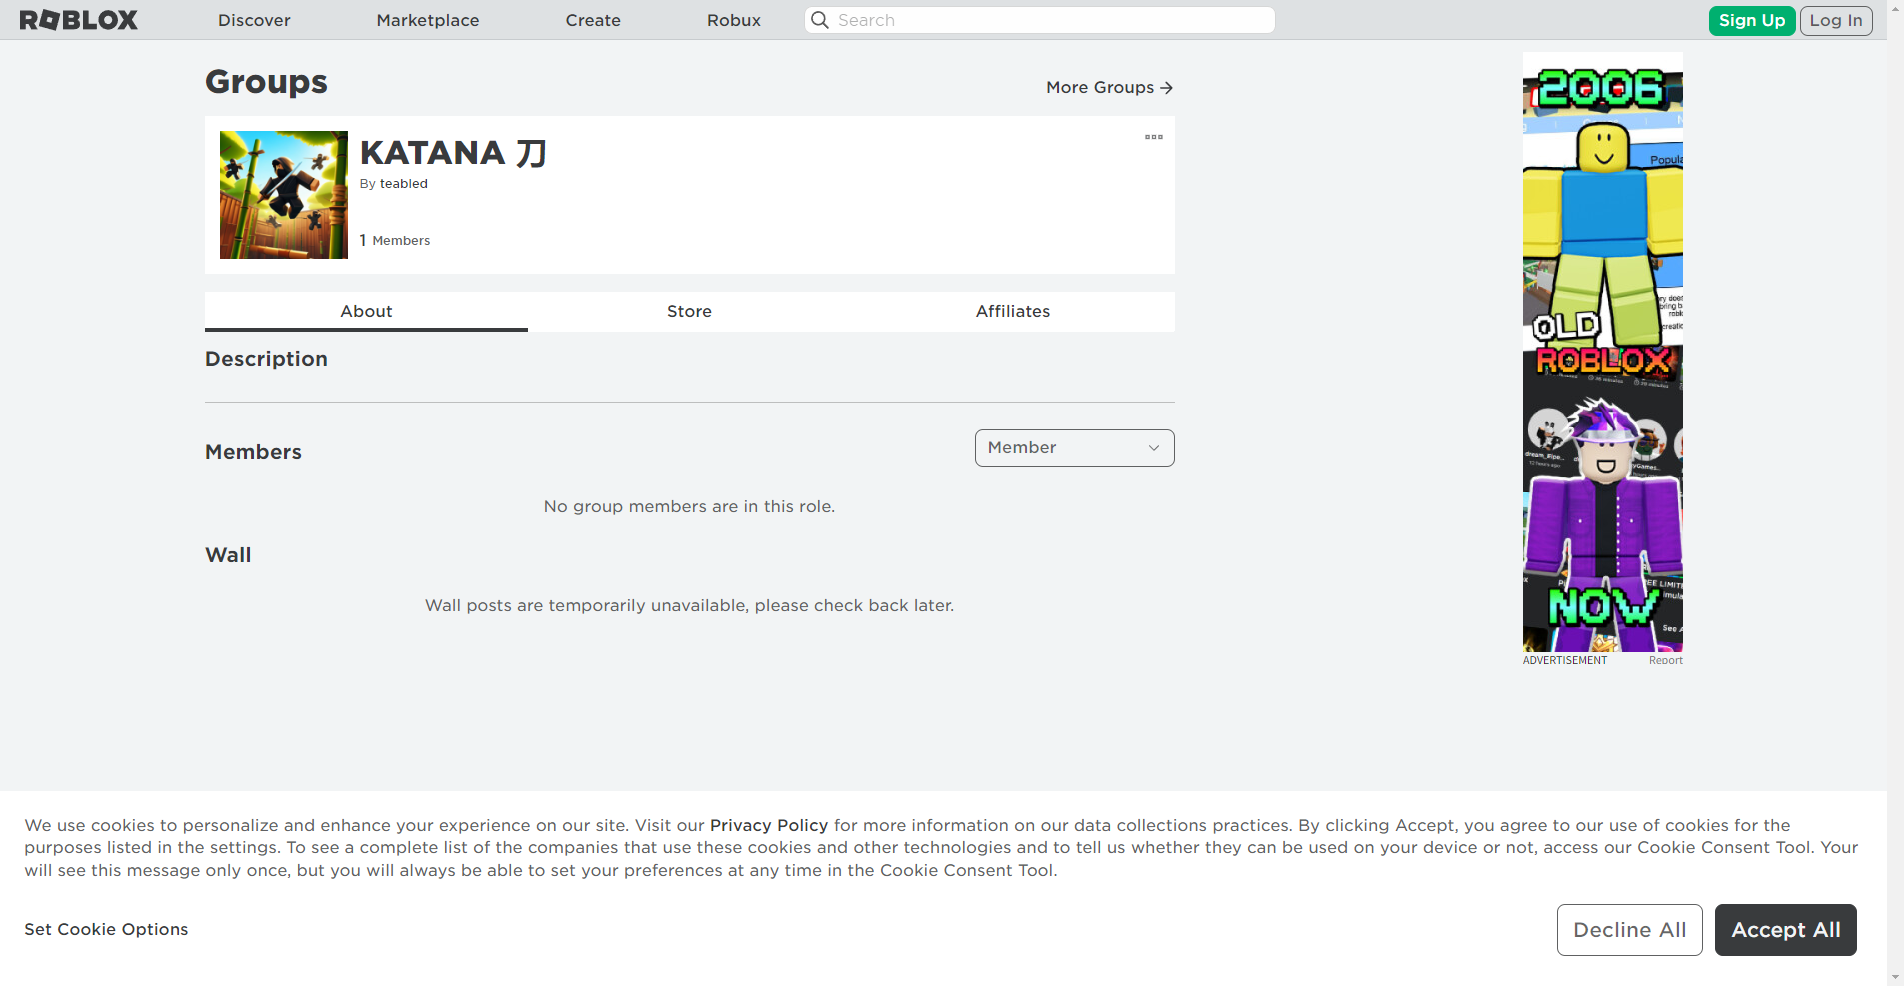 ROBLOX
Discover
Marketplace
Create
Robux
Search
Sign Up
Log In
Groups
More Groups
KATANA 刀
By teabled
1 Members
About
Store
Affiliates
Description
Members
Member
No group members are in this role.
Wall
Wall posts are temporarily unavailable, please check back later.
2006
Popula
OLD
ROBLOX
NOW
See A
ADVERTISEMENT
Report
We use cookies to personalize and enhance your experience on our site. Visit our Privacy Policy for more information on our data collections practices. By clicking Accept, you agree to our use of cookies for the
purposes listed in the settings. To see a complete list of the companies that use these cookies and other technologies and to tell us whether they can be used on your device or not, access our Cookie Consent Tool. Your
will see this message only once, but you will always be able to set your preferences at any time in the Cookie Consent Tool.
Set Cookie Options
Decline All
Accept All